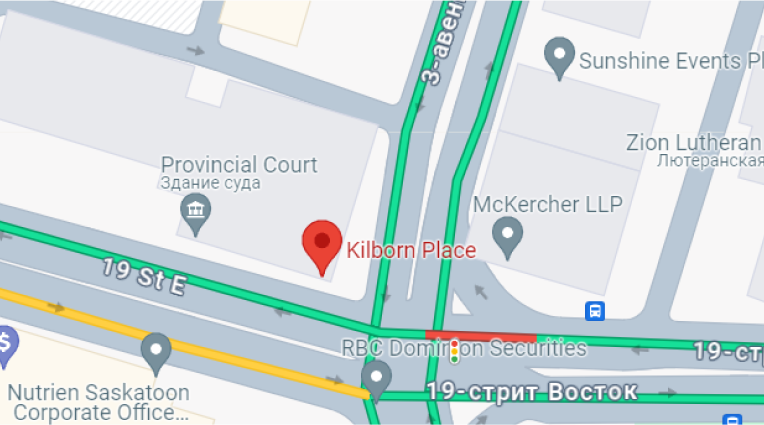 3-авен
Sunshine Events Pl
Zion Lutheran
Лютеранская
Provincial Court
Здание суда
McKercher LLP
Kilborn Place
19 St E
RBC Dominion Securities
19-ст
$
Nutrien Saskatoon
Corporate Office...
19-стрит Восток